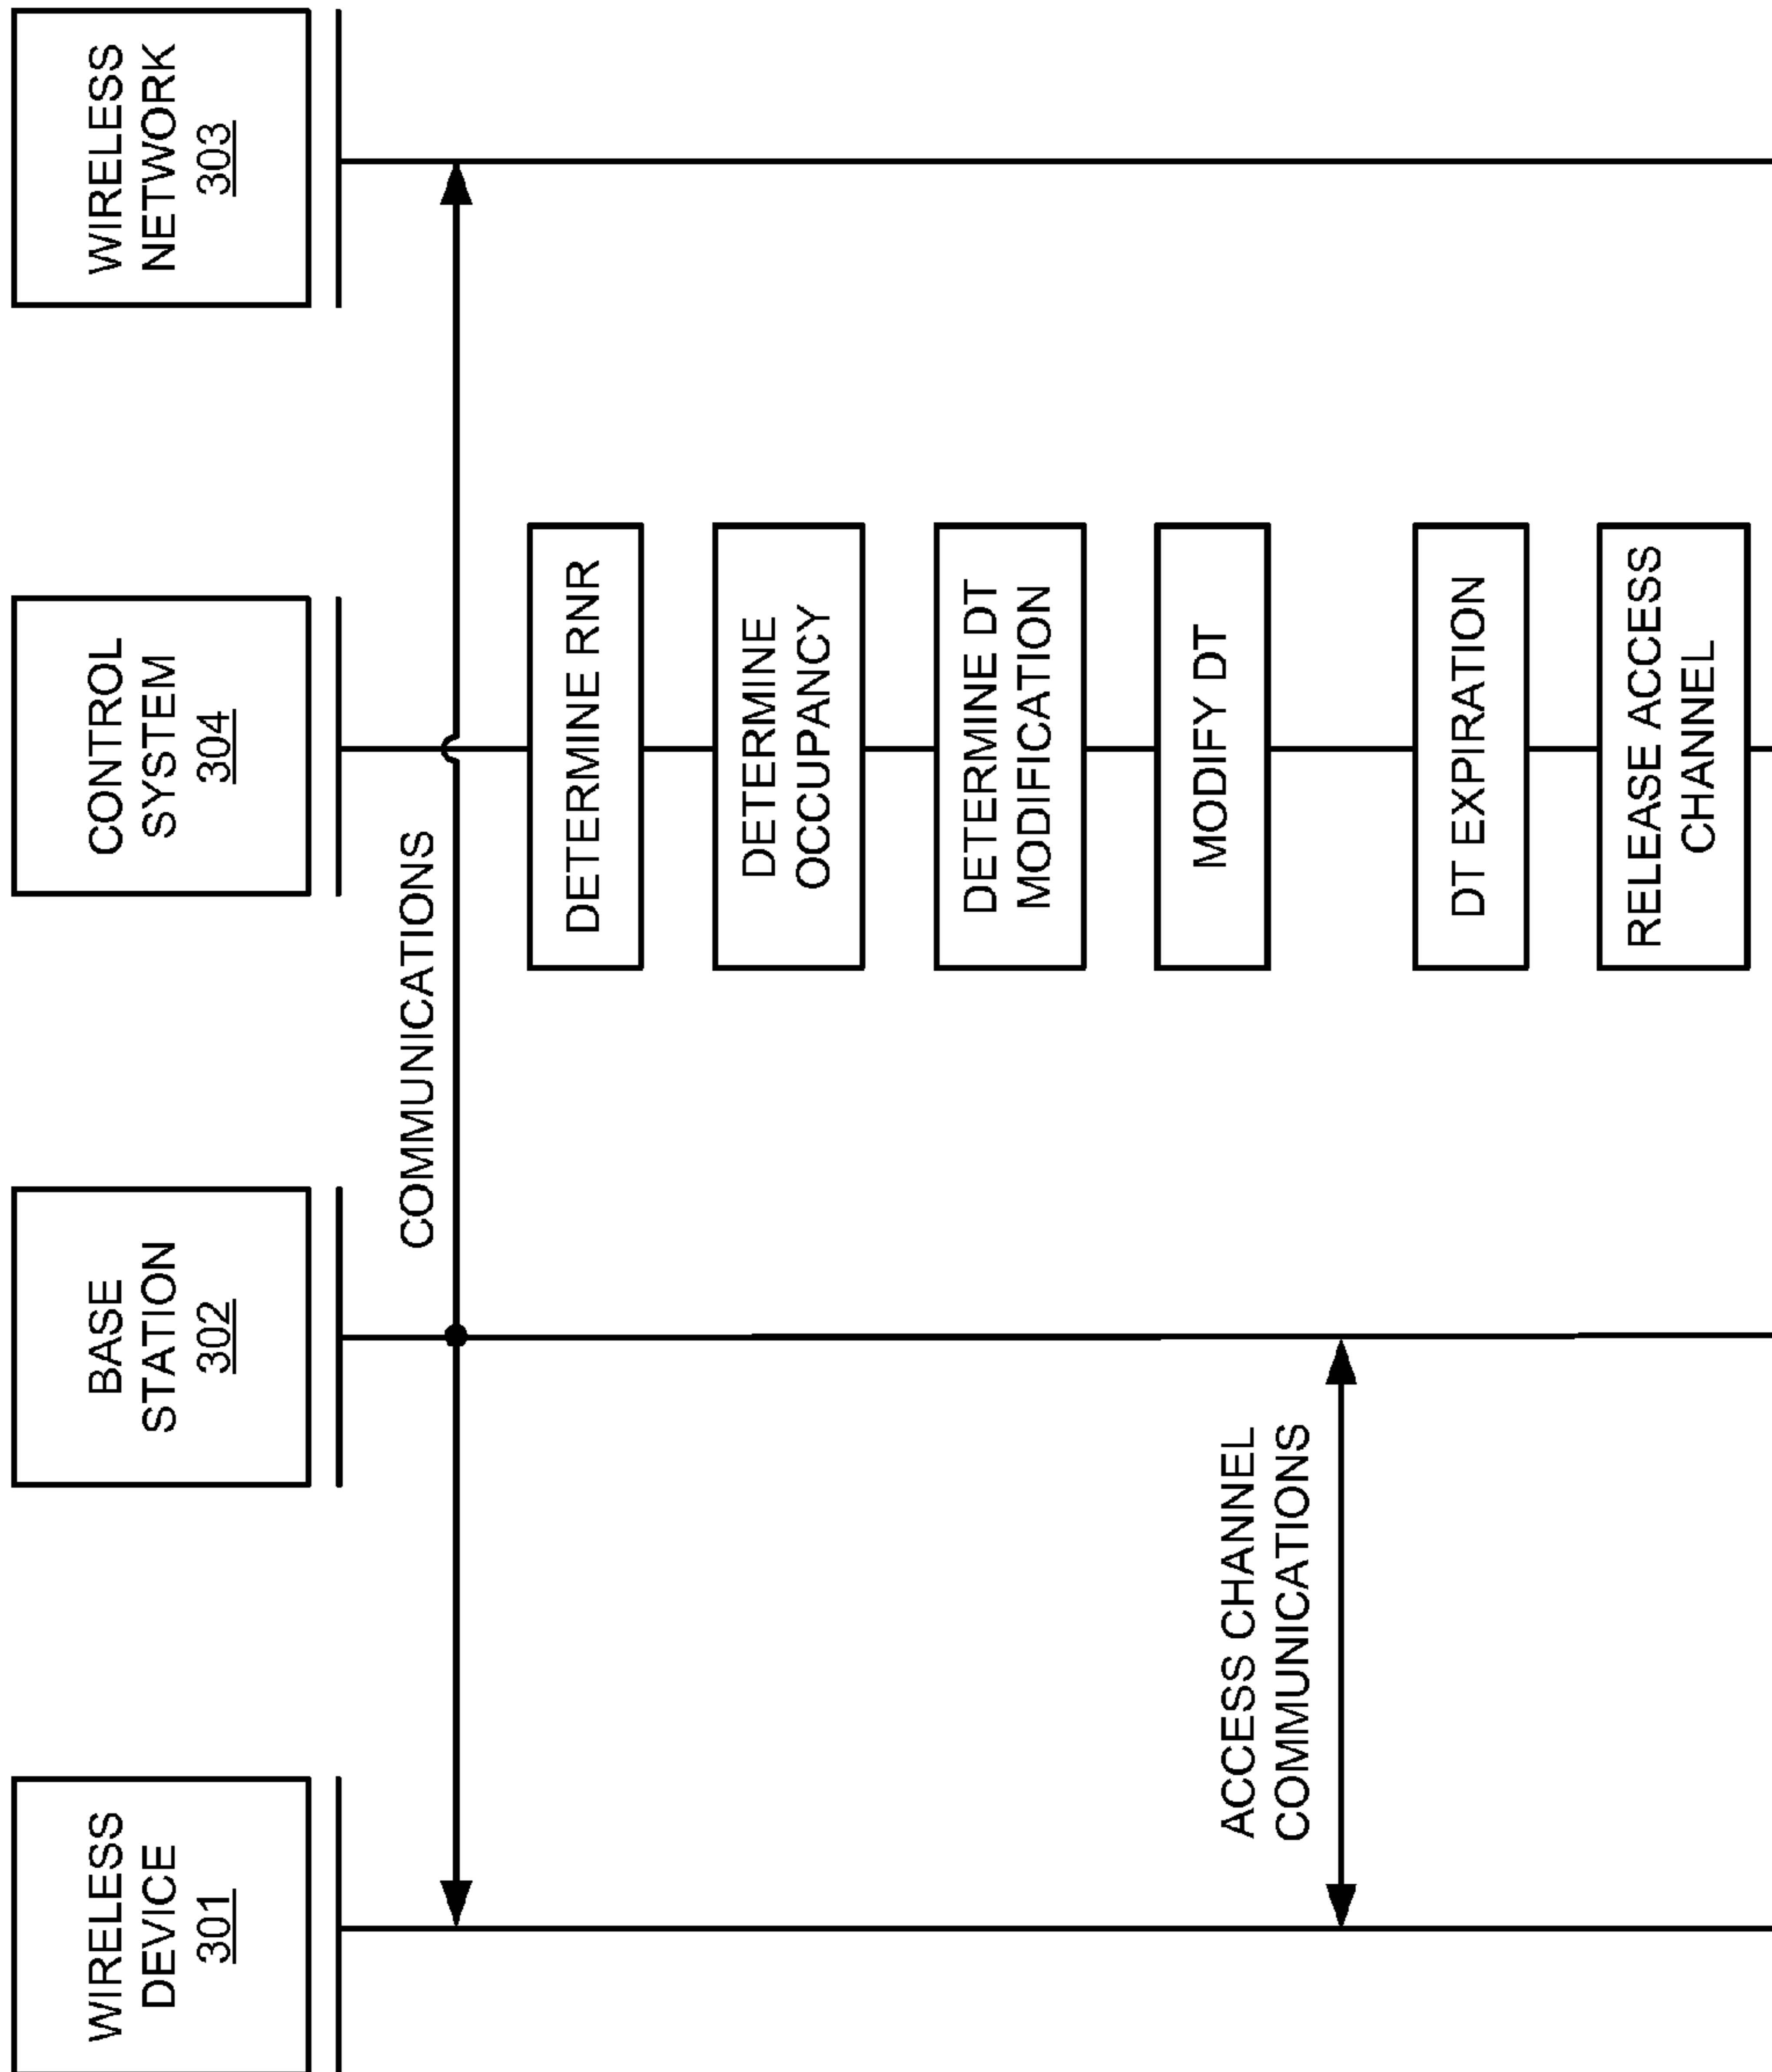 WIRELESS
DEVICE
301
BASE
STATION
302
CONTROL
SYSTEM
304
WIRELESS
NETWORK
303
COMMUNICATIONS
DETERMINE RNR
DETERMINE
OCCUPANCY
DETERMINE DT
MODIFICATION
MODIFY DT
ACCESS CHANNEL
COMMUNICATIONS
DT EXPIRATION
RELEASE ACCESS
CHANNEL